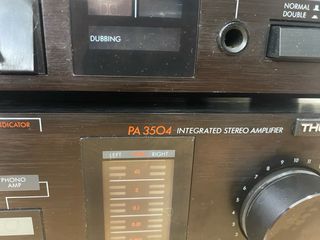 NORMAL
DOUBLE
DUBBING
INDICATOR
PA 3504 INTEGRATED STEREO AMPLIFIER
LEFT RIGHT
PHONO
AMP